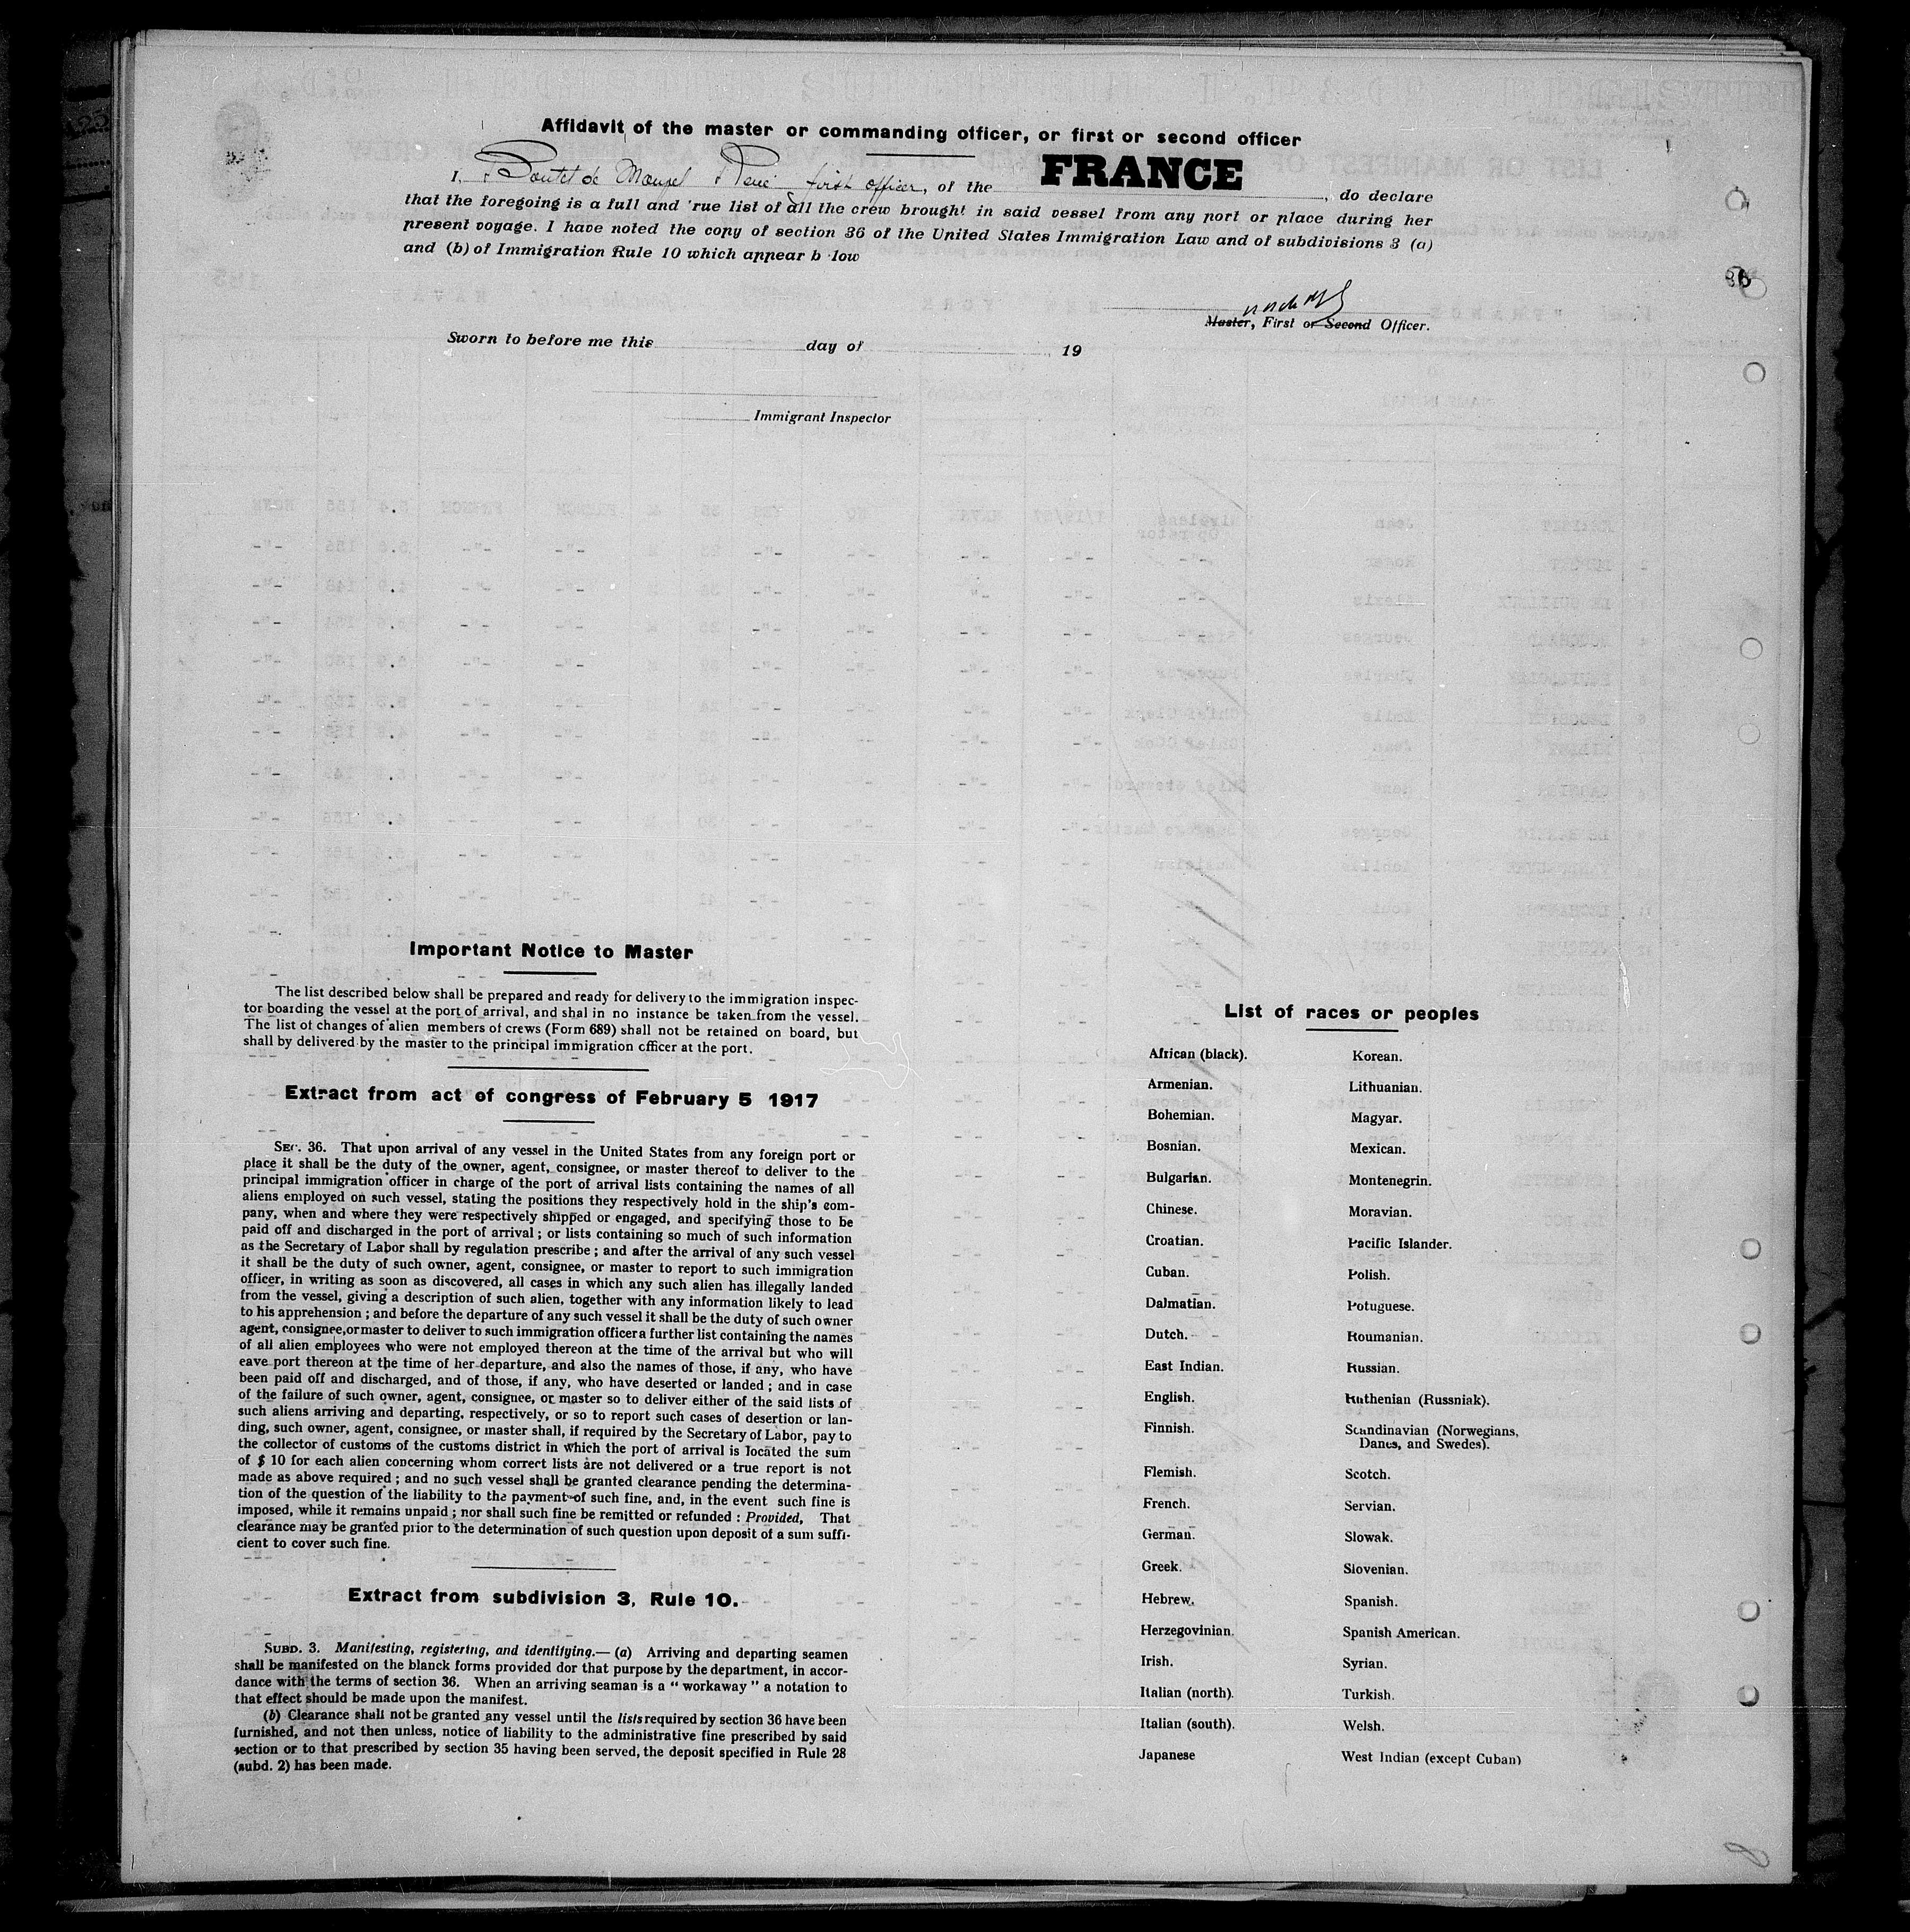 Affidavit of the master or commanding officer, or first or second officer
I, Boutet de Monvel René first officer, of the FRANCE, do declare
that the foregoing is a full and rue list of all the crew brought in said vessel from any port or place during her
present voyage. I have noted the copy of section 36 of the United States Immigration Law and of subdivisions 3 (a)
and (b) of Immigration Rule 10 which appear b low
86
Master, First or Second Officer.
Sworn to before me this day of , 19
Immigrant Inspector
Important Notice to Master
The list described below shall be prepared and ready for delivery to the immigration inspec-
tor boarding the vessel at the port of arrival, and shal in no instance be taken from the vessel.
The list of changes of alien members of crews (Form 689) shall not be retained on board, but
shall by delivered by the master to the principal immigration officer at the port.
Extract from act of congress of February 5 1917
SEC. 36. That upon arrival of any vessel in the United States from any foreign port or
place it shall be the duty of the owner, agent, consignee, or master thereof to deliver to the
principal immigration officer in charge of the port of arrival lists containing the names of all
aliens employed on such vessel, stating the positions they respectively hold in the ship's com-
pany, when and where they were respectively shipped or engaged, and specifying those to be
paid off and discharged in the port of arrival ; or lists containing so much of such information
as the Secretary of Labor shall by regulation prescribe ; and after the arrival of any such vessel
it shall be the duty of such owner, agent, consignee, or master to report to such immigration
officer, in writing as soon as discovered, all cases in which any such alien has illegally landed
from the vessel, giving a description of such alien, together with any information likely to lead
to his apprehension ; and before the departure of any such vessel it shall be the duty of such owner
agent, consignee, or master to deliver to such immigration officer a further list containing the names
of all alien employees who were not employed thereon at the time of the arrival but who will
eave port thereon at the time of her departure, and also the names of those, if any, who have
been paid off and discharged, and of those, if any, who have deserted or landed ; and in case
of the failure of such owner, agent, consignee, or master so to deliver either of the said lists of
such aliens arriving and departing, respectively, or so to report such cases of desertion or lan-
ding, such owner, agent, consignee, or master shall, if required by the Secretary of Labor, pay to
the collector of customs of the customs district in which the port of arrival is located the sum
of $ 10 for each alien concerning whom correct lists are not delivered or a true report is not
made as above required ; and no such vessel shall be granted clearance pending the determina-
tion of the question of the liability to the payment of such fine, and, in the event such fine is
imposed, while it remains unpaid ; nor shall such fine be remitted or refunded : Provided, That
clearance may be granted prior to the determination of such question upon deposit of a sum suffi-
cient to cover such fine.
Extract from subdivision 3, Rule 10.
SUBD. 3. Manifesting, registering, and identifying.— (a) Arriving and departing seamen
shall be manifested on the blanck forms provided dor that purpose by the department, in accor-
dance with the terms of section 36. When an arriving seaman is a " workaway " a notation to
that effect should be made upon the manifest.
(b) Clearance shall not be granted any vessel until the lists required by section 36 have been
furnished, and not then unless, notice of liability to the administrative fine prescribed by said
section or to that prescribed by section 35 having been served, the deposit specified in Rule 28
(subd. 2) has been made.
List of races or peoples
African (black). Korean.
Armenian. Lithuanian.
Bohemian. Magyar.
Bosnian. Mexican.
Bulgarian. Montenegrin.
Chinese. Moravian.
Croatian. Pacific Islander.
Cuban. Polish.
Dalmatian. Potuguese.
Dutch. Roumanian.
East Indian. Russian.
English. Ruthenian (Russniak).
Finnish. Scandinavian (Norwegians,
Danes, and Swedes).
Flemish. Scotch.
French. Servian.
German. Slowak.
Greek. Slovenian.
Hebrew. Spanish.
Herzegovinian. Spanish American.
Irish. Syrian.
Italian (north). Turkish.
Italian (south). Welsh.
Japanese West Indian (except Cuban)
8